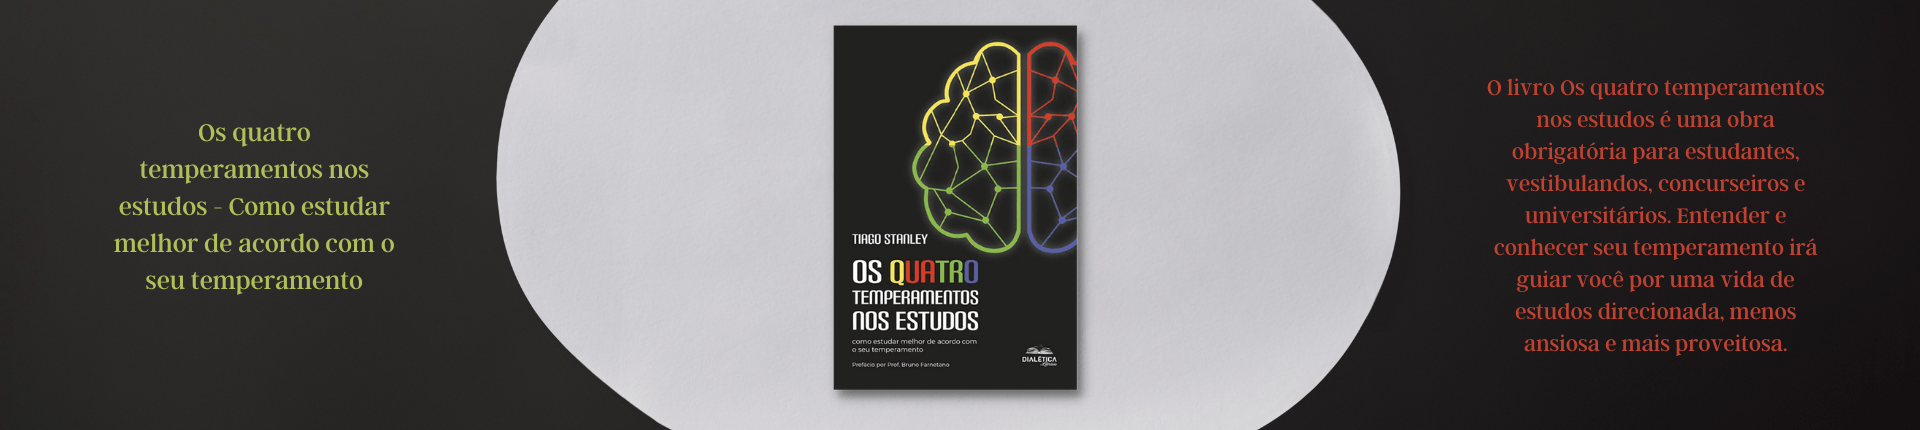 Os quatro
temperamentos nos
estudos - Como estudar
melhor de acordo com o
seu temperamento
TIAGO STANLEY
OS QUATRO
TEMPERAMENTOS
NOS ESTUDOS
como estudar melhor de acordo com
o seu temperamento
Prefácio por Prof. Bruno Farnetano
DIALÉTICA
O livro Os quatro temperamentos
nos estudos é uma obra
obrigatória para estudantes,
vestibulandos, concurseiros e
universitários. Entender e
conhecer seu temperamento irá
guiar você por uma vida de
estudos direcionada, menos
ansiosa e mais proveitosa.